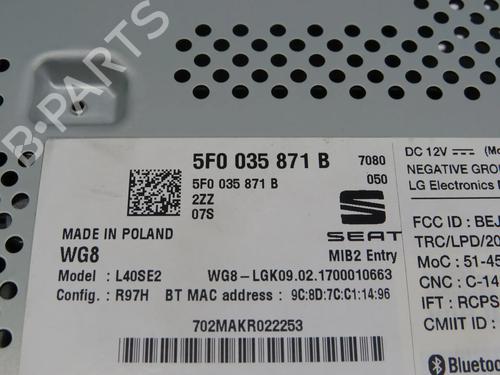 B-PARTS
5F0 035 871 B 7080
5F0 035 871 B 050
2ZZ
07S
MADE IN POLAND
SEAT
WG8 MIB2 Entry
Model : L40SE2 WG8-LGK09.02.1700010663
Config. : R97H BT MAC address : 9C:8D:7C:C1:14:96
702MAKR022253
DC 12V
NEGATIVE GRO
LG Electronics
FCC ID : BEJ
TRC/LPD/20
MoC : 51-45
CNC : C-14
IFT : RCPS
CMIIT ID :
Bluetoo